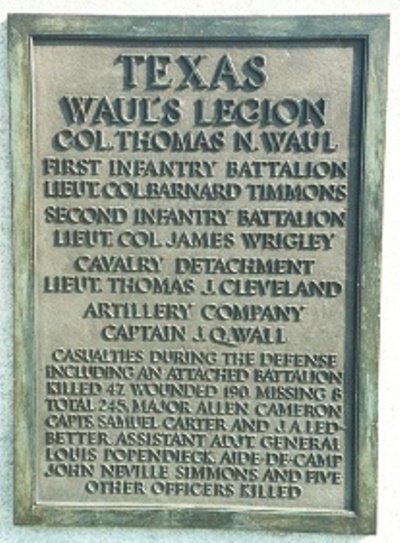 TEXAS
WAUL'S LEGION
COL. THOMAS N. WAUL
FIRST INFANTRY BATTALION
LIEUT. COL. BARNARD TIMMONS
SECOND INFANTRY BATTALION
LIEUT. COL. JAMES WRIGLEY
CAVALRY DETACHMENT
LIEUT. THOMAS J. CLEVELAND
ARTILLERY COMPANY
CAPTAIN J. Q. WALL
CASUALTIES DURING THE DEFENSE
INCLUDING AN ATTACHED BATTALION
KILLED 47, WOUNDED 190, MISSING 8
TOTAL 245, MAJOR ALLEN CAMERON
CAPTS. SAMUEL CARTER AND J. A. LED-
BETTER, ASSISTANT ADJT. GENERAL
LOUIS POPENDIECK, AIDE-DE-CAMP
JOHN NEVILLE SIMMONS AND FIVE
OTHER OFFICERS KILLED